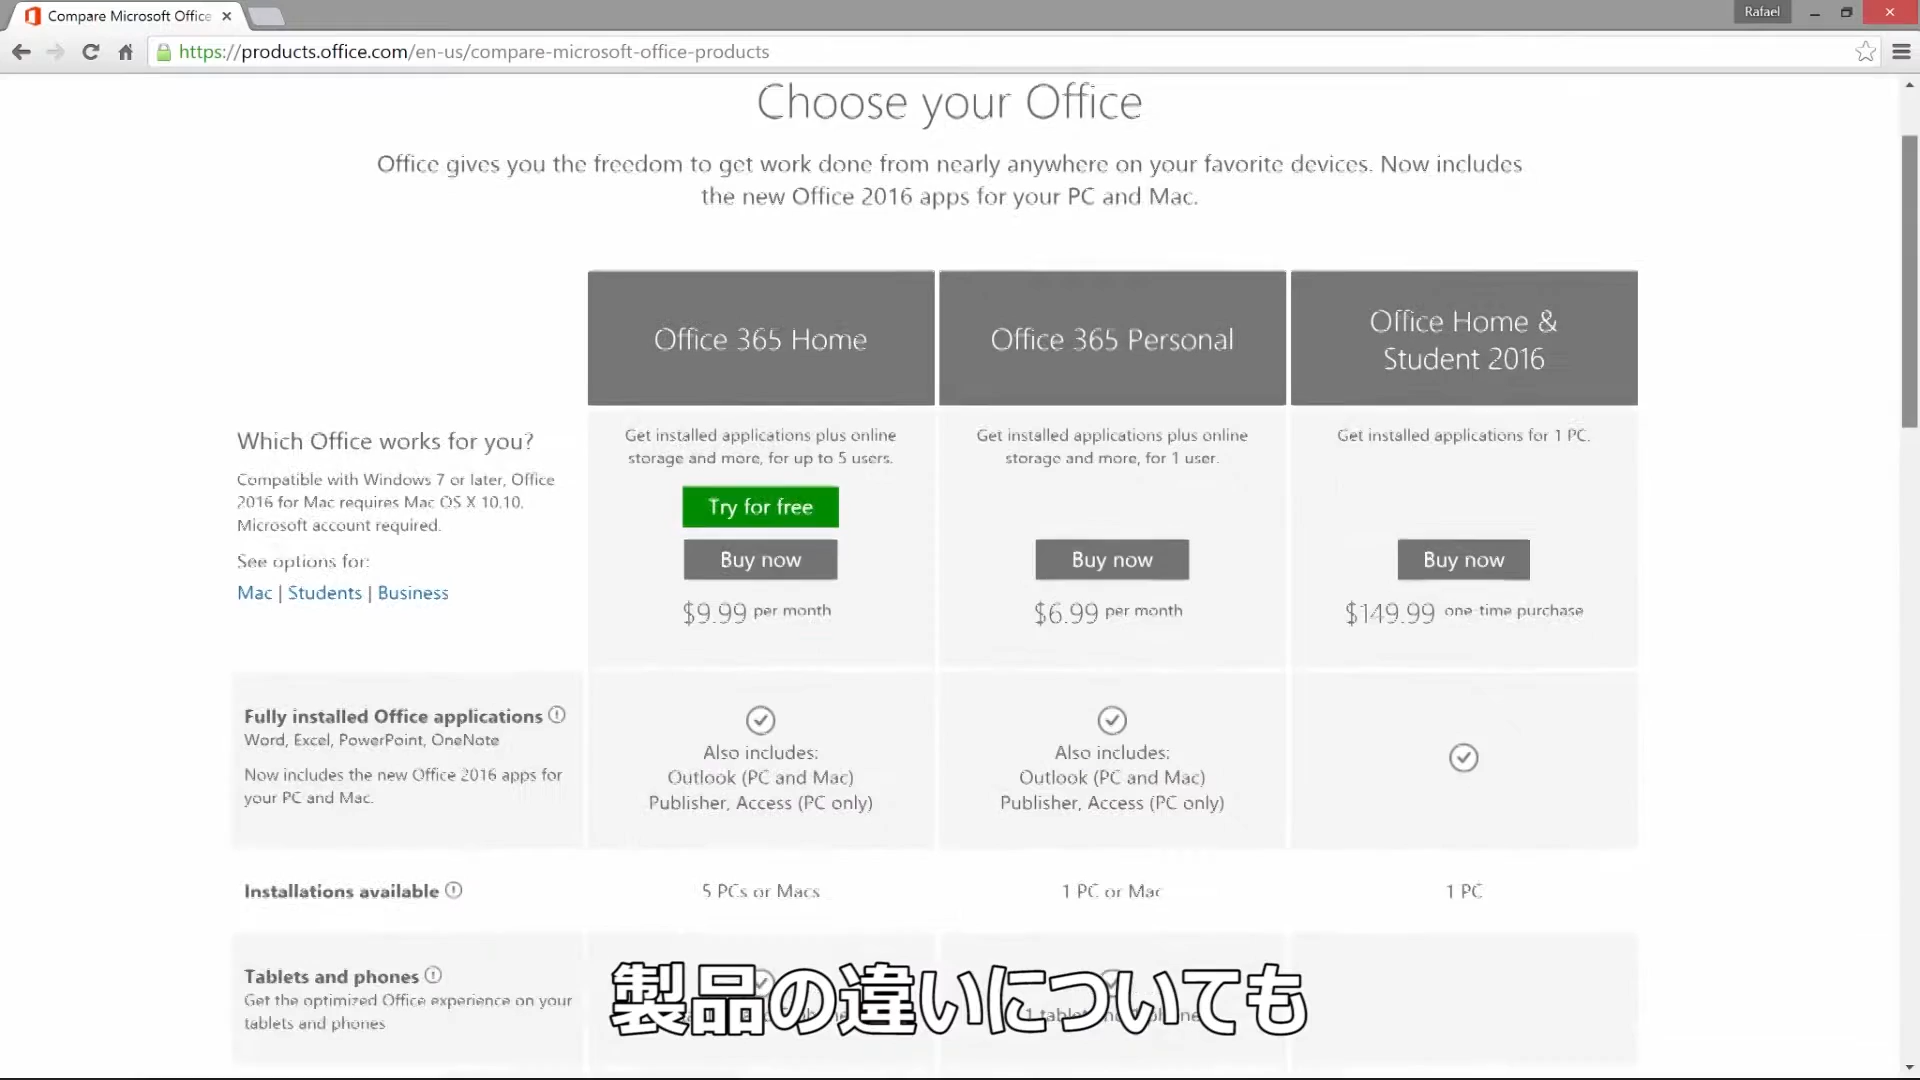 Compare Microsoft Office
Rafael
https://products.office.com/en-us/compare-microsoft-office-products
Choose your Office
Office gives you the freedom to get work done from nearly anywhere on your favorite devices. Now includes
the new Office 2016 apps for your PC and Mac.
Office 365 Home
Office 365 Personal
Office Home &
Student 2016
Which Office works for you?
Compatible with Windows 7 or later, Office
2016 for Mac requires Mac OS X 10.10.
Microsoft account required.
See options for:
Mac | Students | Business
Get installed applications plus online
storage and more, for up to 5 users.
Try for free
Buy now
$9.99 per month
Get installed applications plus online
storage and more, for 1 user.
Buy now
$6.99 per month
Get installed applications for 1 PC.
Buy now
$149.99 one-time purchase
Fully installed Office applications
Word, Excel, PowerPoint, OneNote
Now includes the new Office 2016 apps for
your PC and Mac.
Also includes:
Outlook (PC and Mac)
Publisher, Access (PC only)
Also includes:
Outlook (PC and Mac)
Publisher, Access (PC only)
Installations available
5 PCs or Macs
1 PC or Mac
1 PC
Tablets and phones
Get the optimized Office experience on your
tablets and phones
製品の違いについても